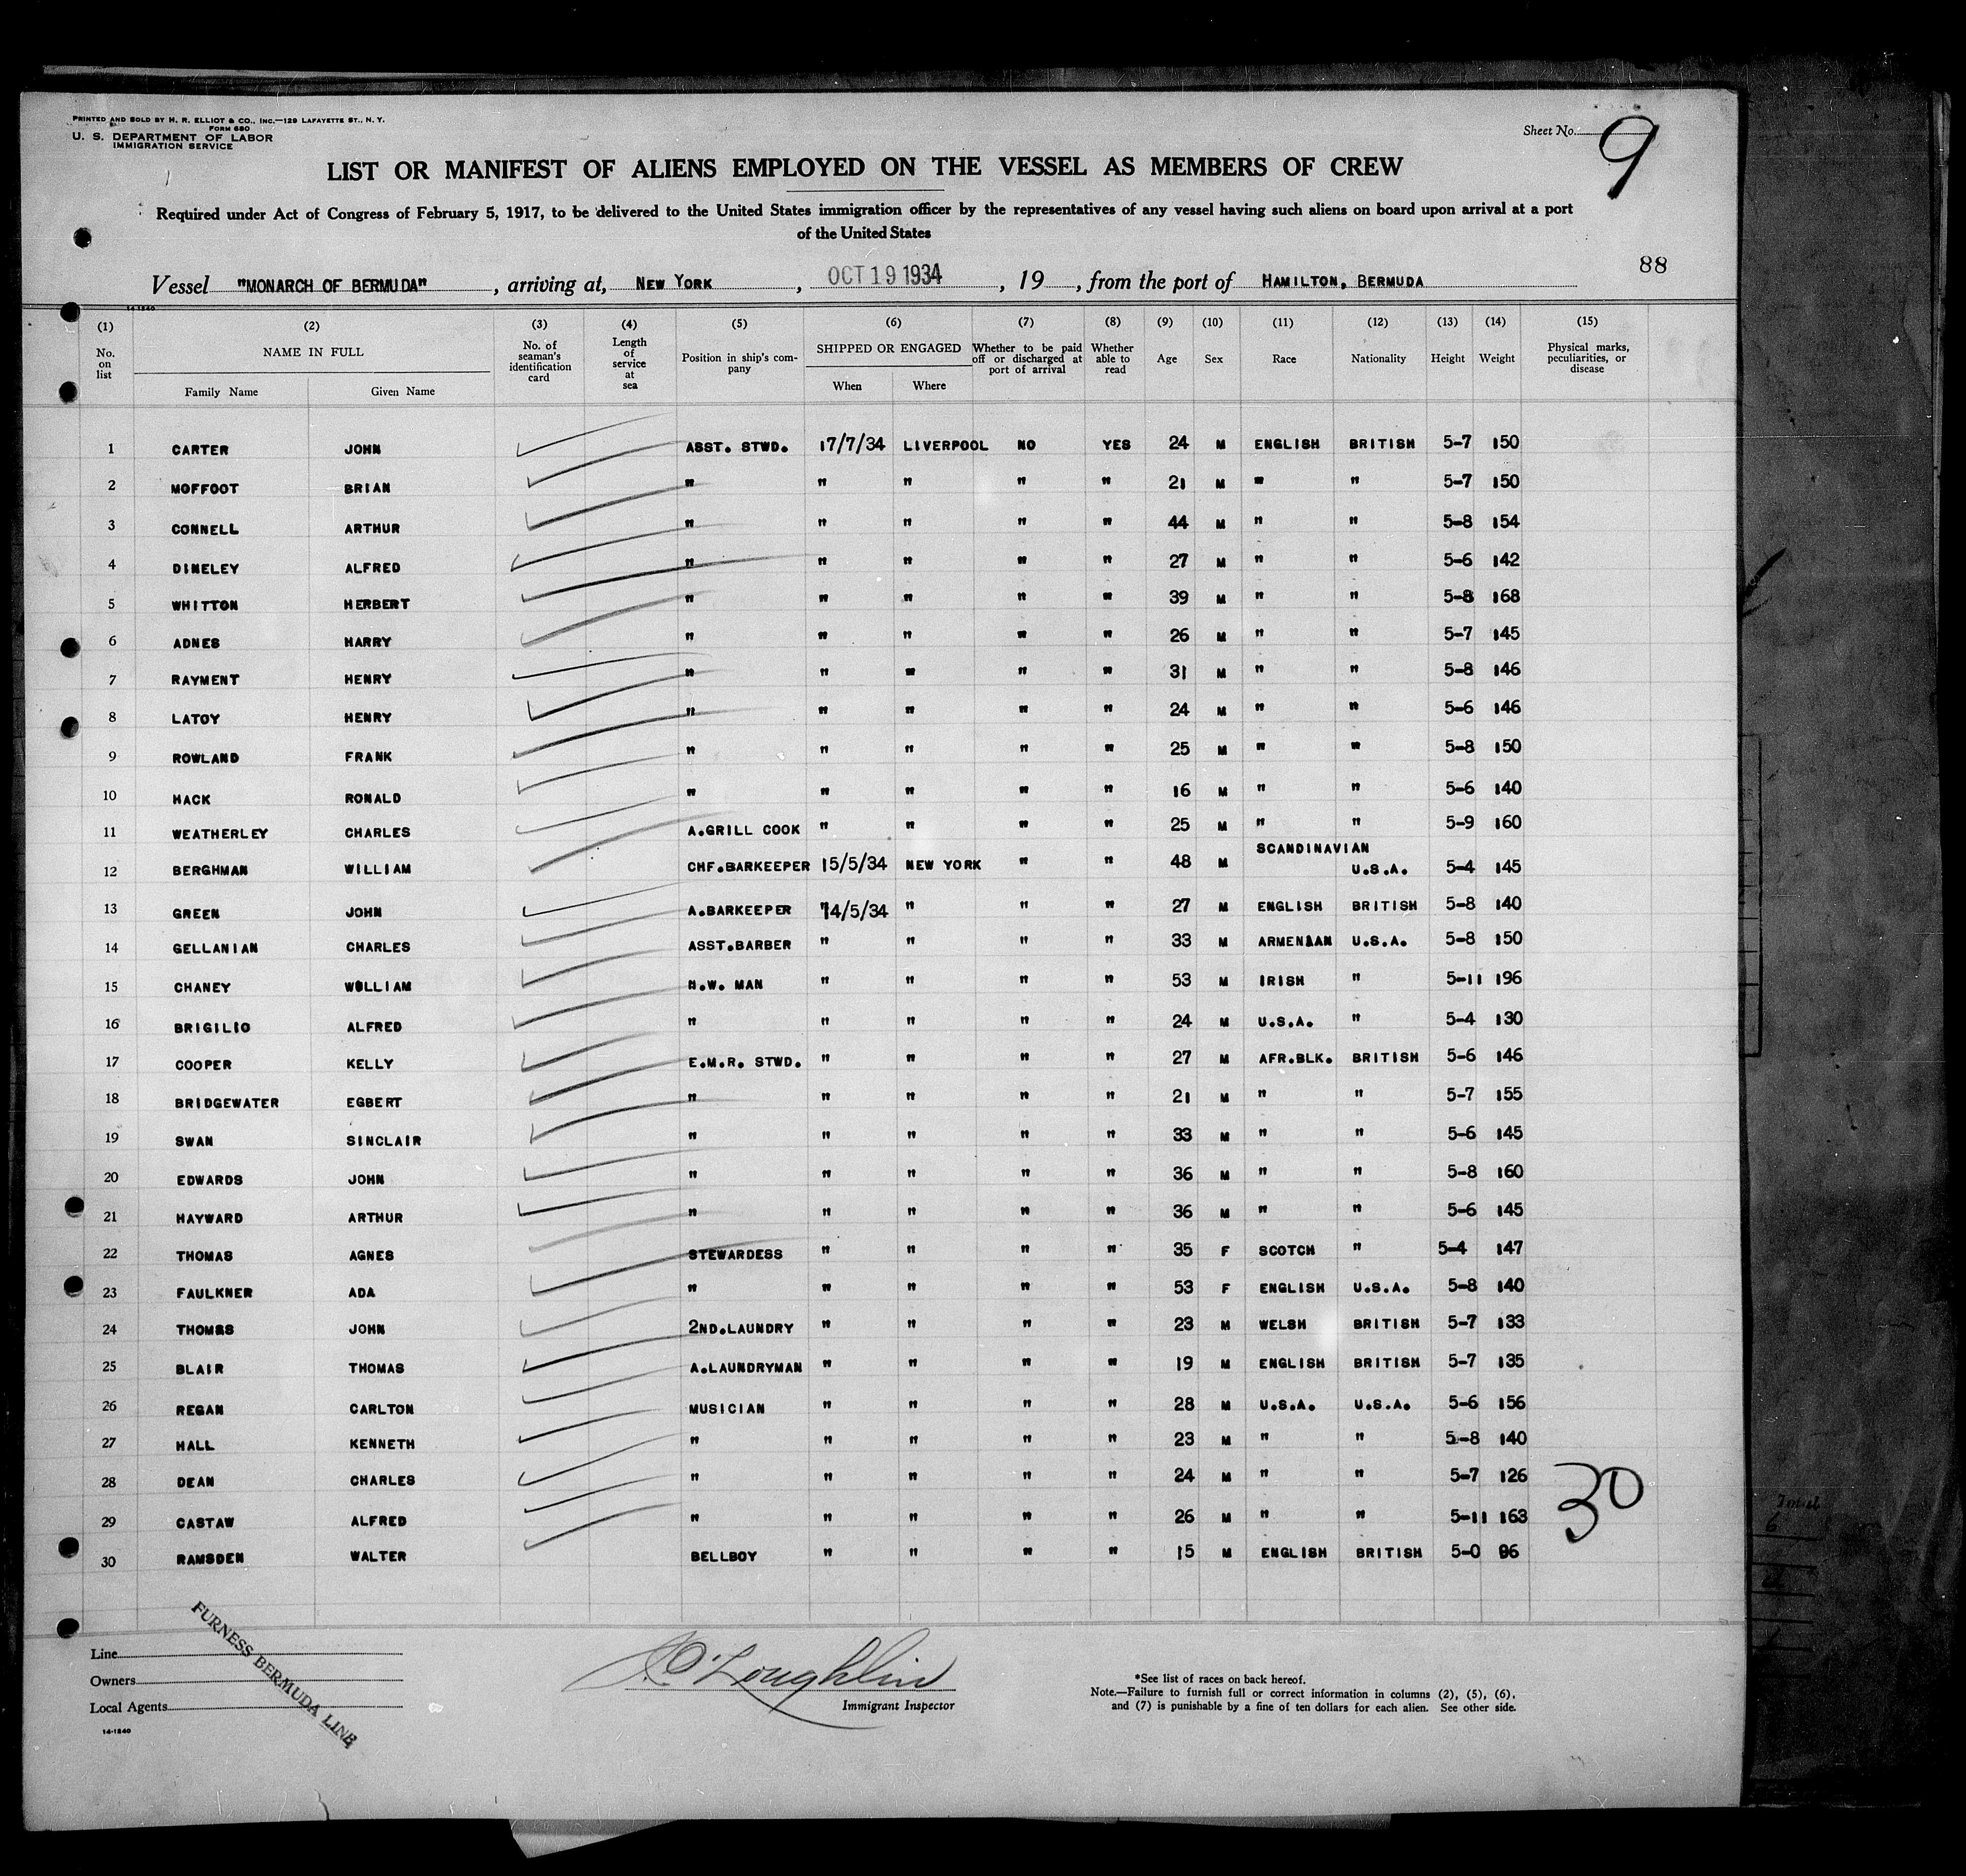 PRINTED AND SOLD BY H. R. ELLIOT & CO., INC.—129 LAFAYETTE ST., N. Y.
FORM 680
U. S. DEPARTMENT OF LABOR
IMMIGRATION SERVICE
Sheet No. 9
LIST OR MANIFEST OF ALIENS EMPLOYED ON THE VESSEL AS MEMBERS OF CREW
Required under Act of Congress of February 5, 1917, to be delivered to the United States immigration officer by the representatives of any vessel having such aliens on board upon arrival at a port
of the United States
88
Vessel "MONARCH OF BERMUDA", arriving at, NEW YORK, OCT 19 1934, 19, from the port of HAMILTON, BERMUDA
14-1240
(1) (2) (3) (4) (5) (6) (7) (8) (9) (10) (11) (12) (13) (14) (15)
No. on list NAME IN FULL Family Name Given Name No. of seaman's identification card Length of service at sea Position in ship's company SHIPPED OR ENGAGED When Where Whether to be paid off or discharged at port of arrival Whether able to read Age Sex Race Nationality Height Weight Physical marks, peculiarities, or disease
1 CARTER JOHN ASST. STWD. 17/7/34 LIVERPOOL NO YES 24 M ENGLISH BRITISH 5-7 150
2 MOFFOOT BRIAN " " " " " 21 M " " 5-7 150
3 CONNELL ARTHUR " " " " " 44 M " " 5-8 154
4 DINELEY ALFRED " " " " " 27 M " " 5-6 142
5 WHITTON HERBERT " " " " " 39 M " " 5-8 168
6 ADNES HARRY " " " " " 26 M " " 5-7 145
7 RAYMENT HENRY " " " " " 31 M " " 5-8 146
8 LATOY HENRY " " " " " 24 M " " 5-6 146
9 ROWLAND FRANK " " " " " 25 M " " 5-8 150
10 HACK RONALD " " " " " 16 M " " 5-6 140
11 WEATHERLEY CHARLES A.GRILL COOK " " " " 25 M " " 5-9 160
12 BERGHMAN WILLIAM CHF.BARKEEPER 15/5/34 NEW YORK " " 48 M SCANDINAVIAN U.S.A. 5-4 145
13 GREEN JOHN A.BARKEEPER 14/5/34 " " " 27 M ENGLISH BRITISH 5-8 140
14 GELLANIAN CHARLES ASST.BARBER " " " " 33 M ARMENIAN U.S.A. 5-8 150
15 CHANEY WOLLIAM N.W. MAN " " " " 53 M IRISH " 5-11 196
16 BRIGILIO ALFRED " " " " " 24 M U.S.A. " 5-4 130
17 COOPER KELLY E.M.R. STWD. " " " " 27 M AFR.BLK. BRITISH 5-6 146
18 BRIDGEWATER EGBERT " " " " " 21 M " " 5-7 155
19 SWAN SINCLAIR " " " " " 33 M " " 5-6 145
20 EDWARDS JOHN " " " " " 36 M " " 5-8 160
21 HAYWARD ARTHUR " " " " " 36 M " " 5-6 145
22 THOMAS AGNES STEWARDESS " " " " 35 F SCOTCH " 5-4 147
23 FAULKNER ADA " " " " " 53 F ENGLISH U.S.A. 5-8 140
24 THOMAS JOHN 2ND.LAUNDRY " " " " 23 M WELSH BRITISH 5-7 133
25 BLAIR THOMAS A.LAUNDRYMAN " " " " 19 M ENGLISH BRITISH 5-7 135
26 REGAN CARLTON MUSICIAN " " " " 28 M U.S.A. U.S.A. 5-6 156
27 HALL KENNETH " " " " " 23 M " " 5-8 140
28 DEAN CHARLES " " " " " 24 M " " 5-7 126
29 CASTAW ALFRED " " " " " 26 M " " 5-11 163
30
30 RAMSDEN WALTER BELLBOY " " " " 15 M ENGLISH BRITISH 5-0 96
Line
Owners
Local Agents
FURNESS BERMUDA LINE
14-1240
O'Loughlin
Immigrant Inspector
*See list of races on back hereof.
Note.—Failure to furnish full or correct information in columns (2), (5), (6),
and (7) is punishable by a fine of ten dollars for each alien. See other side.
Total
6